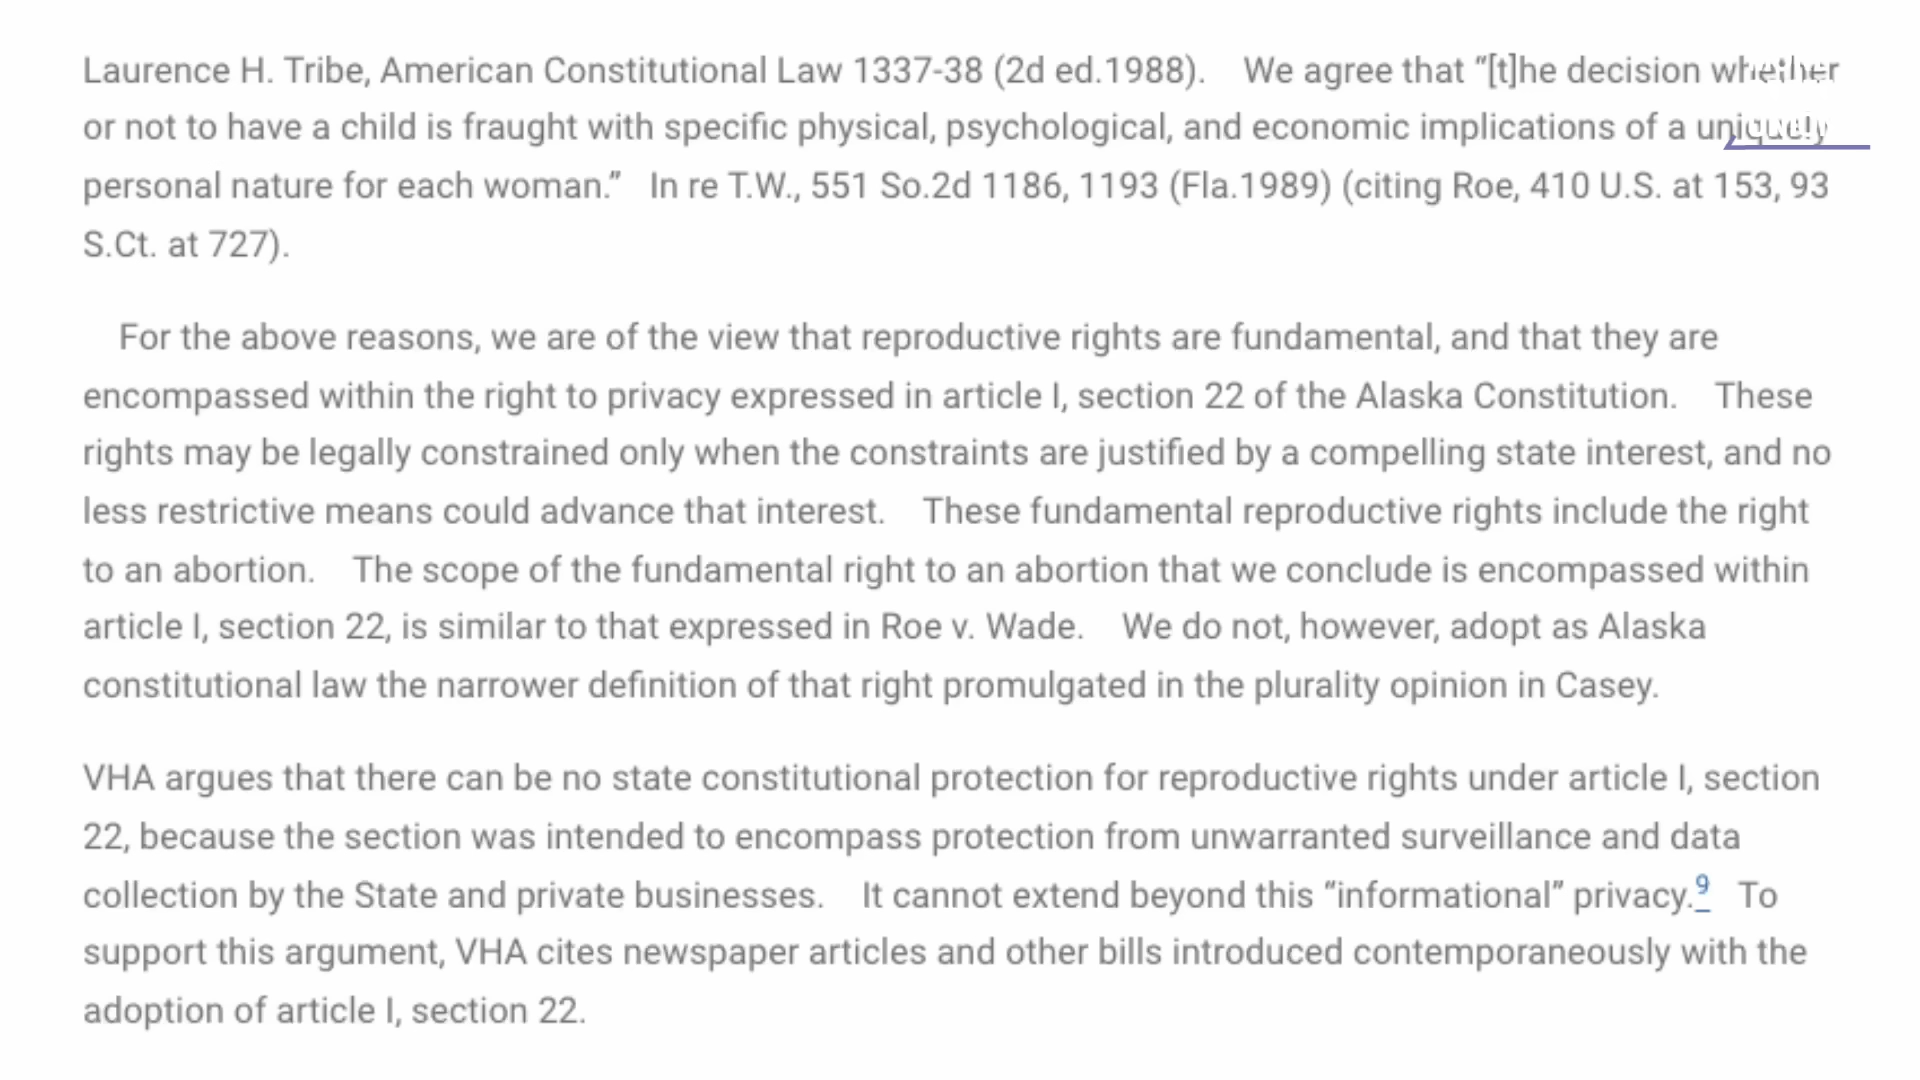 Laurence H. Tribe, American Constitutional Law 1337-38 (2d ed.1988). We agree that “[t]he decision whether
or not to have a child is fraught with specific physical, psychological, and economic implications of a uniquely
personal nature for each woman.” In re T.W., 551 So.2d 1186, 1193 (Fla.1989) (citing Roe, 410 U.S. at 153, 93
S.Ct. at 727).
For the above reasons, we are of the view that reproductive rights are fundamental, and that they are
encompassed within the right to privacy expressed in article I, section 22 of the Alaska Constitution. These
rights may be legally constrained only when the constraints are justified by a compelling state interest, and no
less restrictive means could advance that interest. These fundamental reproductive rights include the right
to an abortion. The scope of the fundamental right to an abortion that we conclude is encompassed within
article I, section 22, is similar to that expressed in Roe v. Wade. We do not, however, adopt as Alaska
constitutional law the narrower definition of that right promulgated in the plurality opinion in Casey.
VHA argues that there can be no state constitutional protection for reproductive rights under article I, section
22, because the section was intended to encompass protection from unwarranted surveillance and data
collection by the State and private businesses. It cannot extend beyond this “informational” privacy.9 To
support this argument, VHA cites newspaper articles and other bills introduced contemporaneously with the
adoption of article I, section 22.